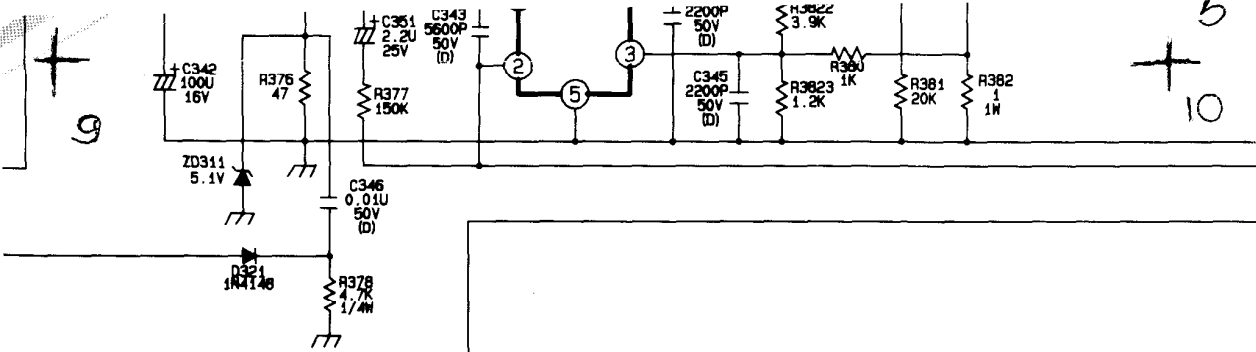 C351
2.2U
25V
C343
5600P
50V
(D)
2200P
50V
(D)
R3822
3.9K
5
C342
100U
16V
R376
47
R377
150K
2
3
5
C345
2200P
50V
(D)
R3823
1.2K
R380
1K
R381
20K
R382
1
1W
9
10
ZD311
5.1V
C346
0.01U
50V
(D)
D321
1N4148
R378
4.7K
1/4W